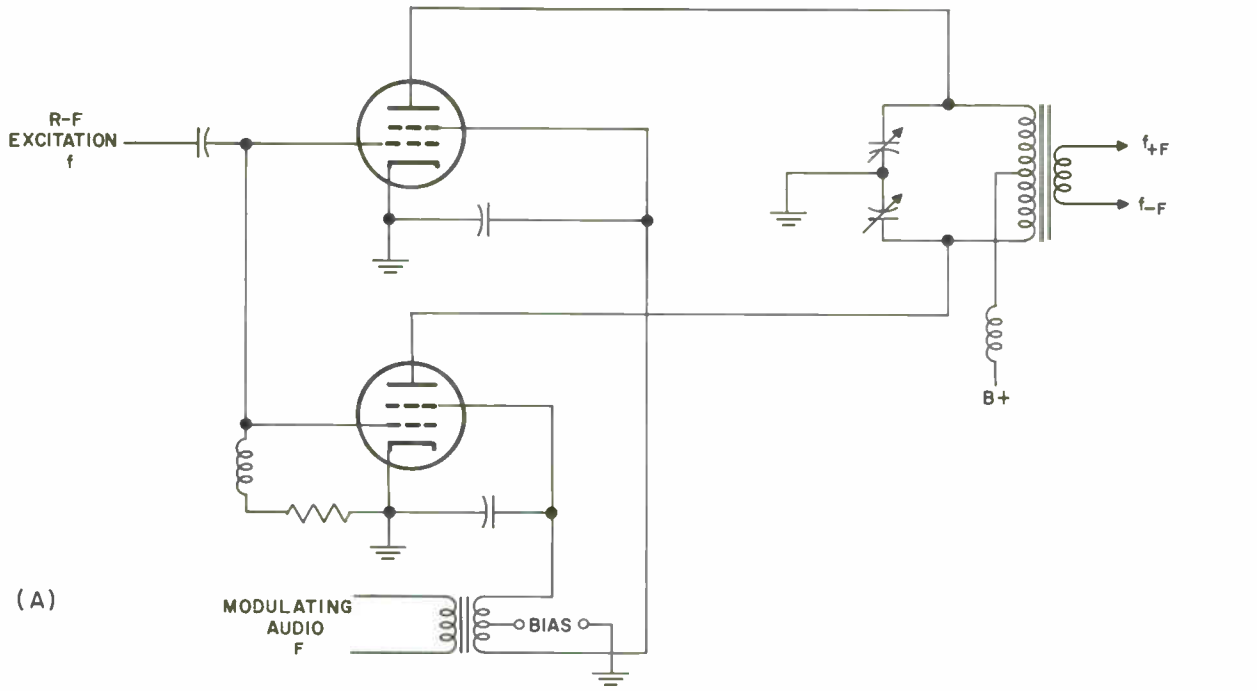 R-F
EXCITATION
f
f+F
f-F
B+
(A)
MODULATING
AUDIO
F
BIAS